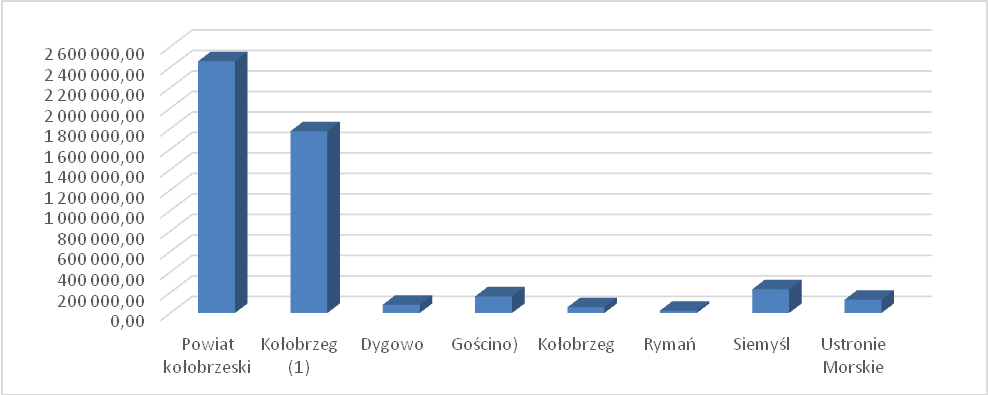 2 600 000,00
2 400 000,00
2 200 000,00
2 000 000,00
1 800 000,00
1 600 000,00
1 400 000,00
1 200 000,00
1 000 000,00
800 000,00
600 000,00
400 000,00
200 000,00
0,00
Powiat Kołobrzeg Dygowo Gościno) Kołobrzeg Rymań Siemyśl Ustronie
kołobrzeski (1) Morskie